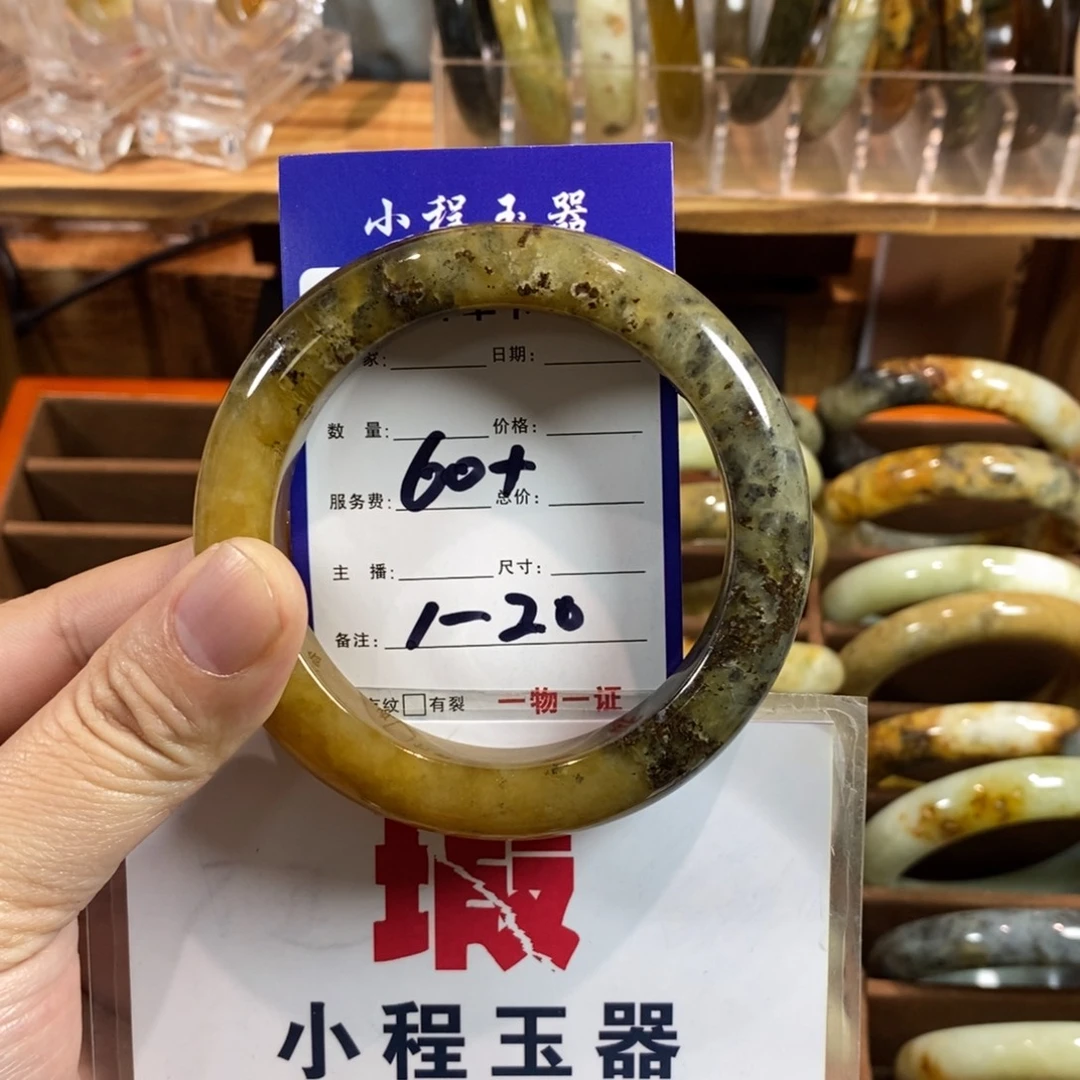 小程玉器
家: 日期:
数 量: 价格:
60+
服务费: 总价:
主 播: 尺寸:
1-20
备注:
有裂 一物一证
瑕
小程玉器